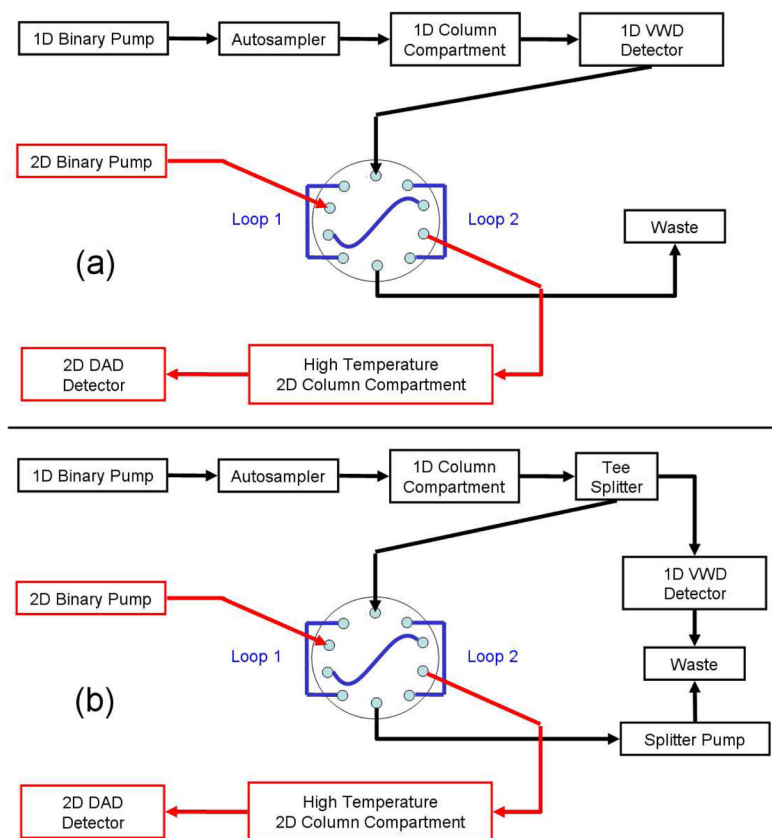 1D Binary Pump
Autosampler
1D Column
Compartment
1D VWD
Detector
2D Binary Pump
Loop 1
Loop 2
Waste
(a)
2D DAD
Detector
High Temperature
2D Column Compartment
1D Binary Pump
Autosampler
1D Column
Compartment
Tee
Splitter
1D VWD
Detector
2D Binary Pump
Loop 1
Loop 2
Waste
(b)
Splitter Pump
2D DAD
Detector
High Temperature
2D Column Compartment